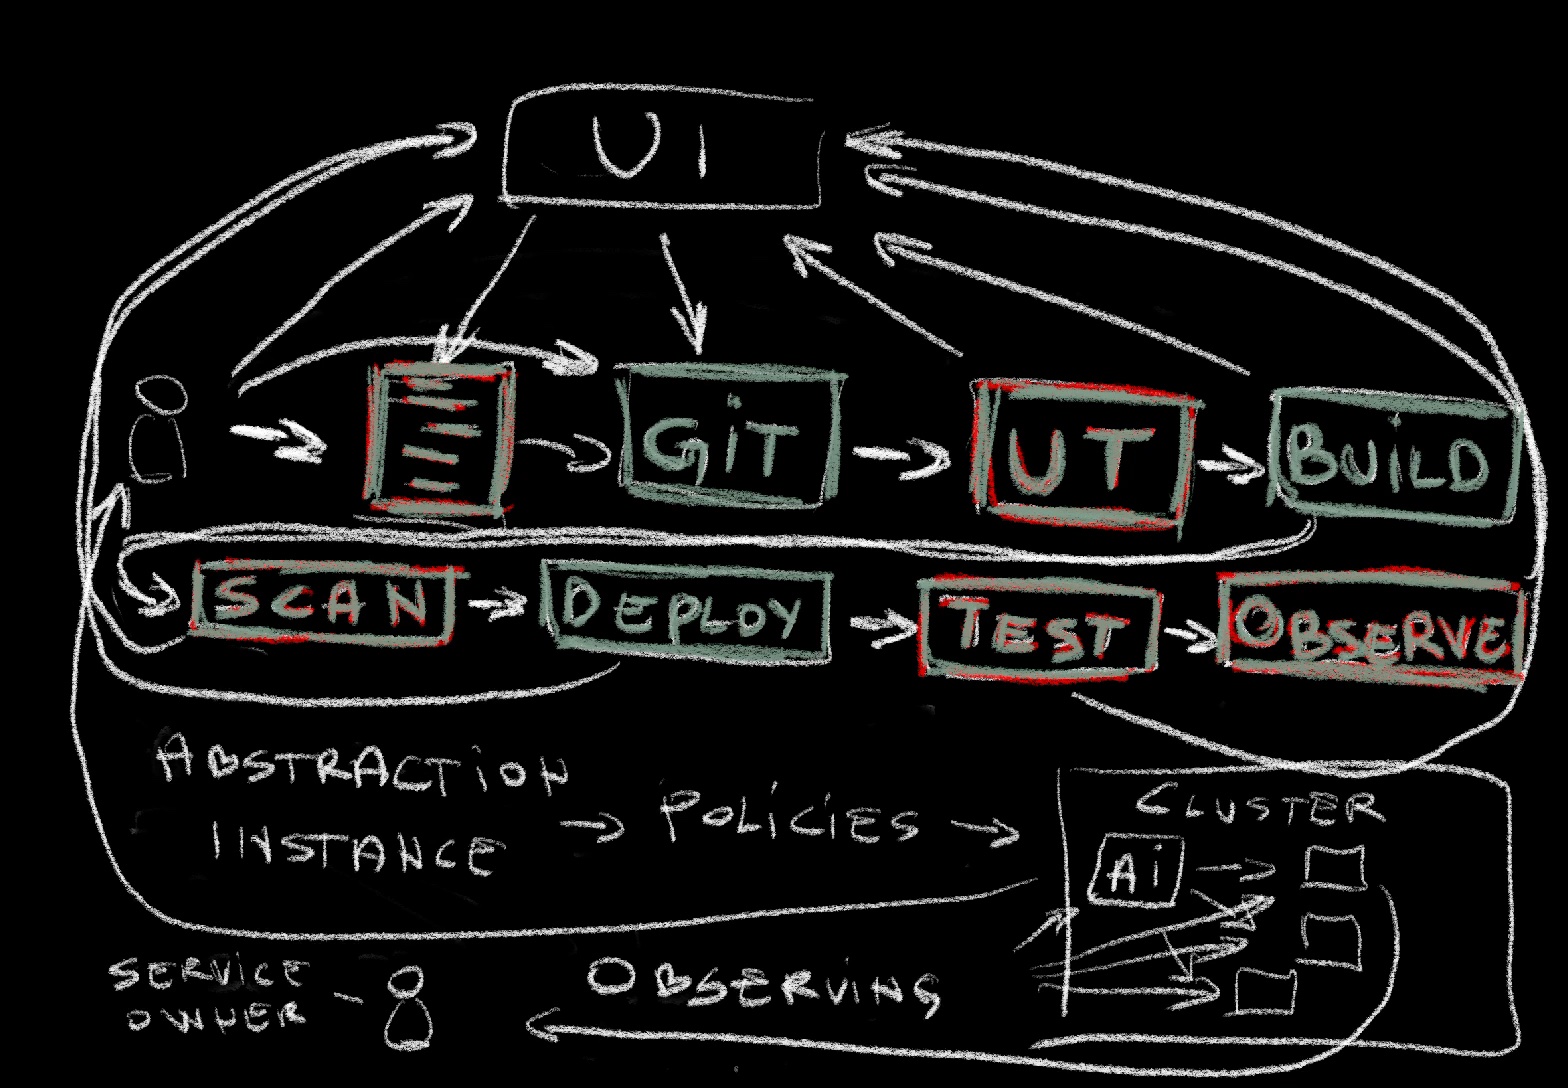 UI
GiT
UT
BUiLD
SCAN
DEPLOY
TEST
OBSERVE
ABSTRACTiON
INSTANCE
POLiCiES
CLUSTER
Ai
SERViCE
OWNER
OBSERViNG